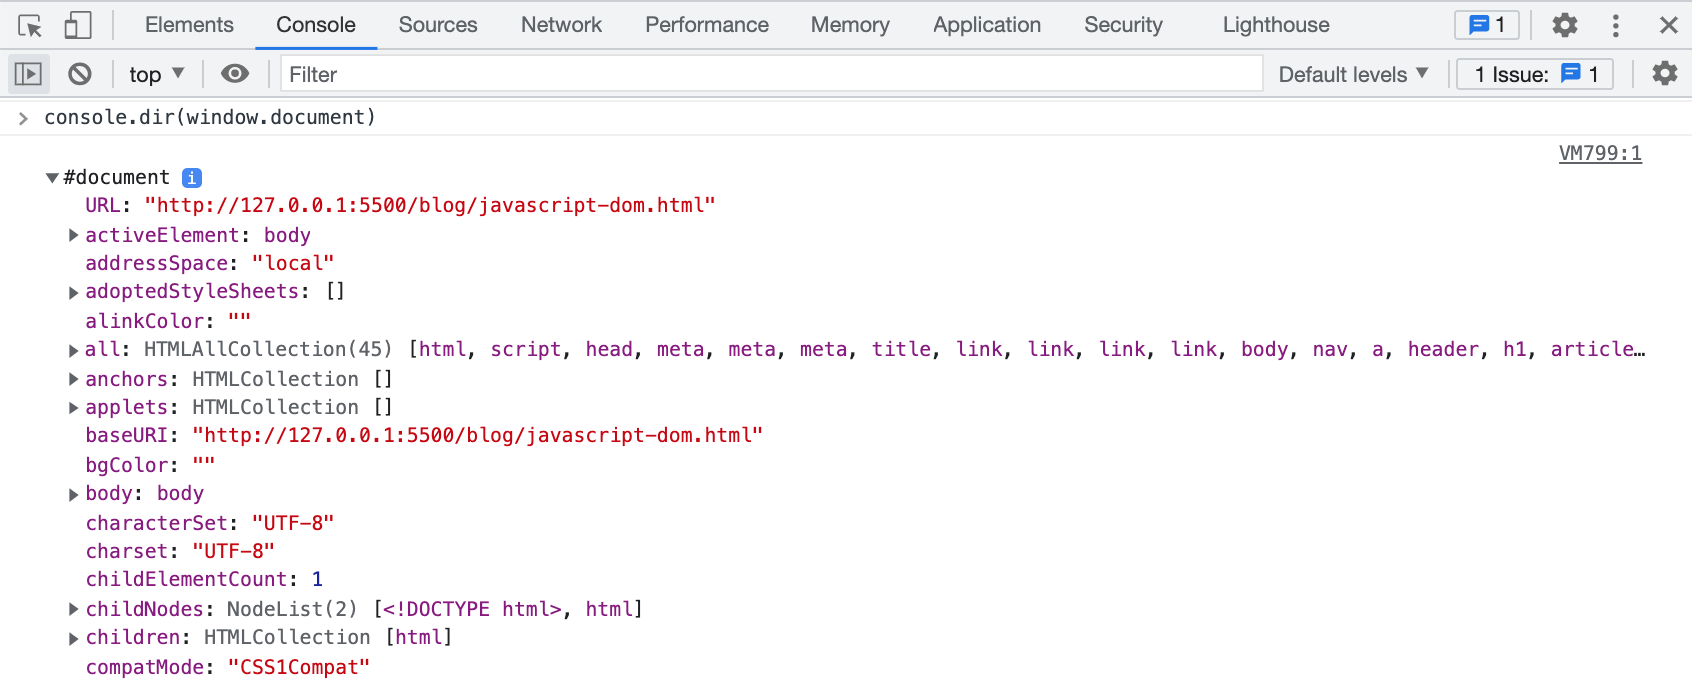 Elements Console Sources Network Performance Memory Application Security Lighthouse 1
top Filter Default levels 1 Issue: 1
> console.dir(window.document)
VM799:1
#document i
URL: "http://127.0.0.1:5500/blog/javascript-dom.html"
activeElement: body
addressSpace: "local"
adoptedStyleSheets: []
alinkColor: ""
all: HTMLAllCollection(45) [html, script, head, meta, meta, meta, title, link, link, link, link, body, nav, a, header, h1, article…
anchors: HTMLCollection []
applets: HTMLCollection []
baseURI: "http://127.0.0.1:5500/blog/javascript-dom.html"
bgColor: ""
body: body
characterSet: "UTF-8"
charset: "UTF-8"
childElementCount: 1
childNodes: NodeList(2) [<!DOCTYPE html>, html]
children: HTMLCollection [html]
compatMode: "CSS1Compat"